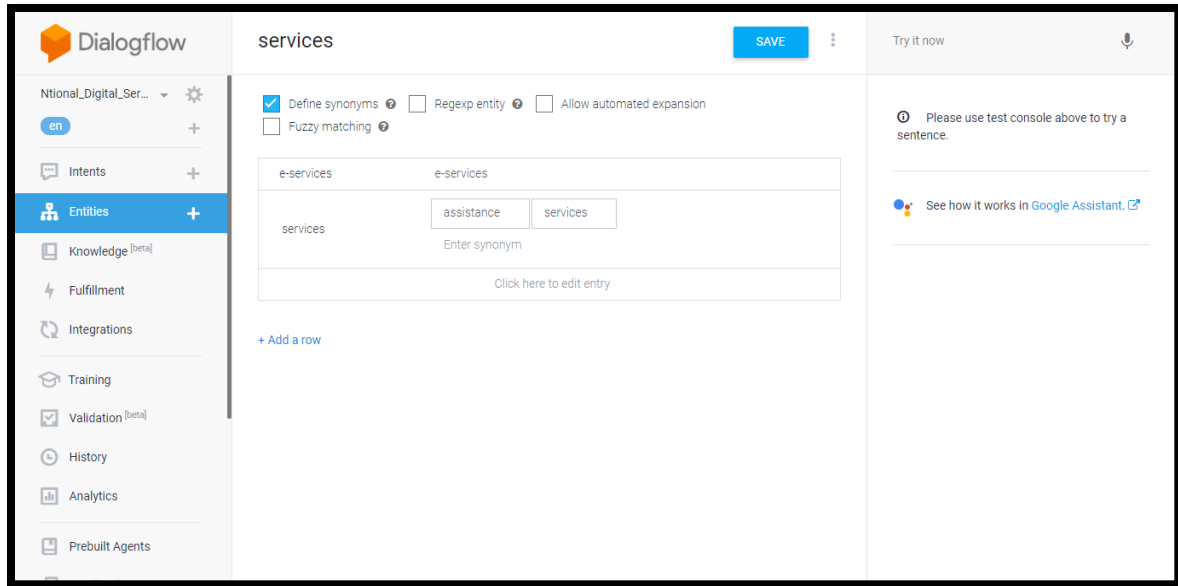 Dialogflow
services
SAVE
Try it now
Ntional_Digital_Ser...
en
Intents
Entities
Knowledge [beta]
Fulfillment
Integrations
Training
Validation [beta]
History
Analytics
Prebuilt Agents
Define synonyms
Regexp entity
Allow automated expansion
Fuzzy matching
e-services e-services
services
assistance services
Enter synonym
Click here to edit entry
+ Add a row
Please use test console above to try a
sentence.
See how it works in Google Assistant.